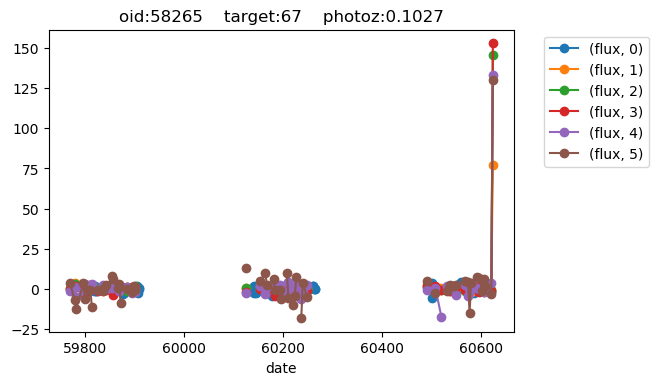 oid:58265    target:67    photoz:0.1027
150
125
100
75
50
25
0
−25
59800
60000
60200
60400
60600
date
(flux, 0)
(flux, 1)
(flux, 2)
(flux, 3)
(flux, 4)
(flux, 5)